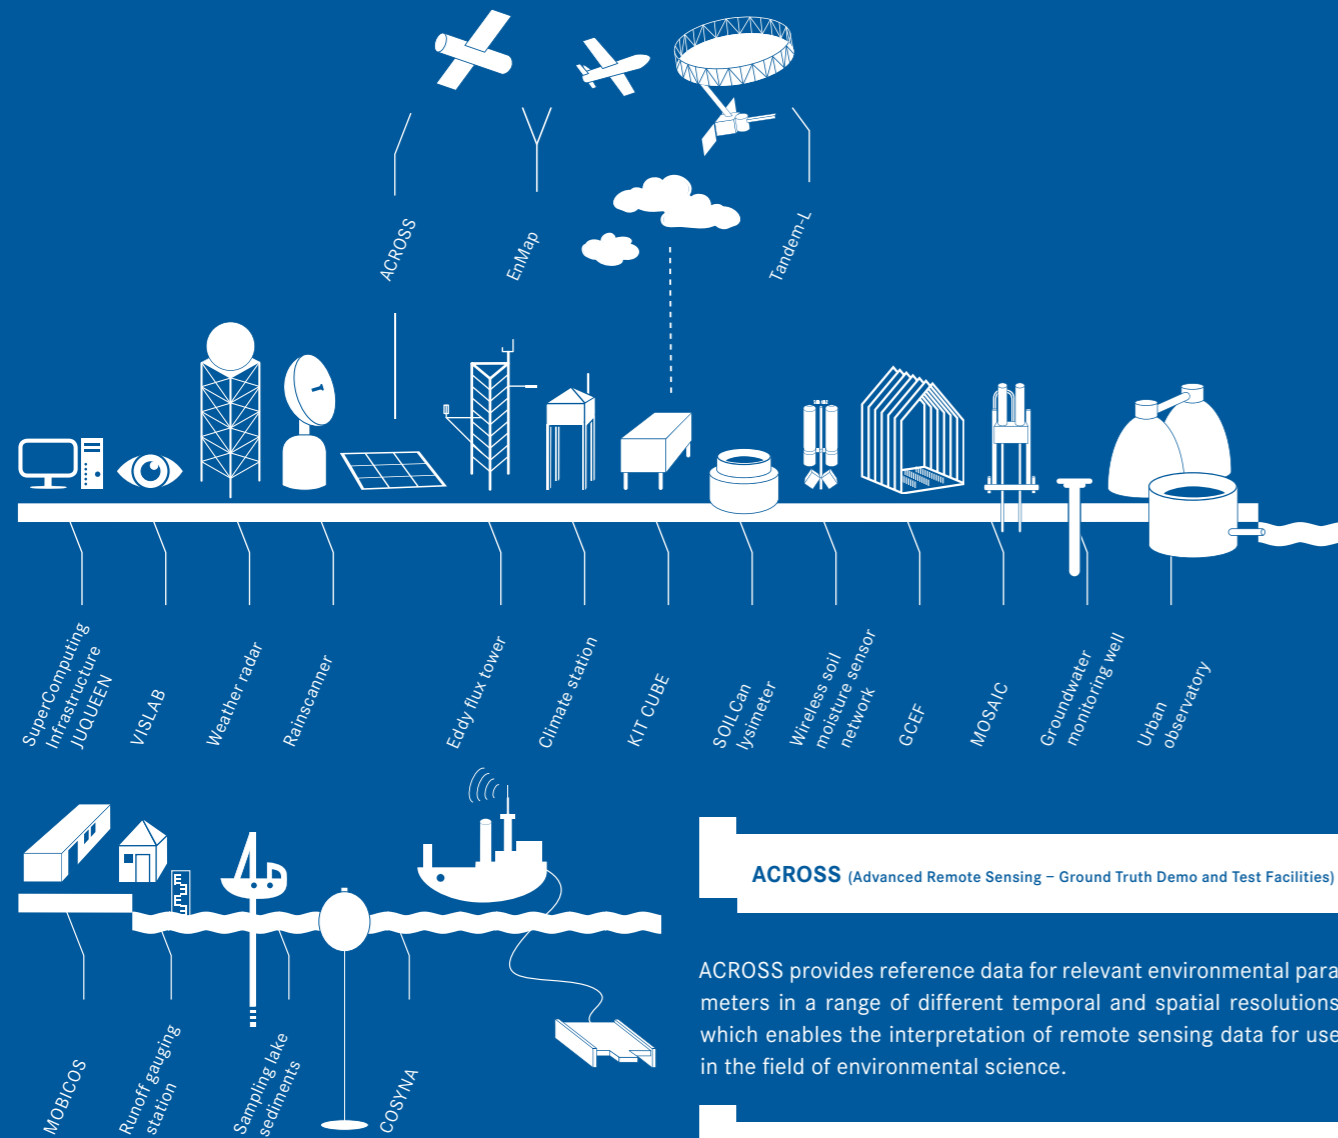 ACROSS
EnMap
Tandem-L
SuperComputing
Infrastructure
JUQUEEN
VISLAB
Weather radar
Rainscanner
Eddy flux tower
Climate station
KIT CUBE
SOILCan
lysimeter
Wireless soil
moisture sensor
network
GCEF
MOSAIC
Groundwater
monitoring well
Urban
observatory
MOBICOS
Runoff gauging
station
Sampling lake
sediments
COSYNA
ACROSS (Advanced Remote Sensing – Ground Truth Demo and Test Facilities)
ACROSS provides reference data for relevant environmental para
meters in a range of different temporal and spatial resolutions
which enables the interpretation of remote sensing data for use
in the field of environmental science.